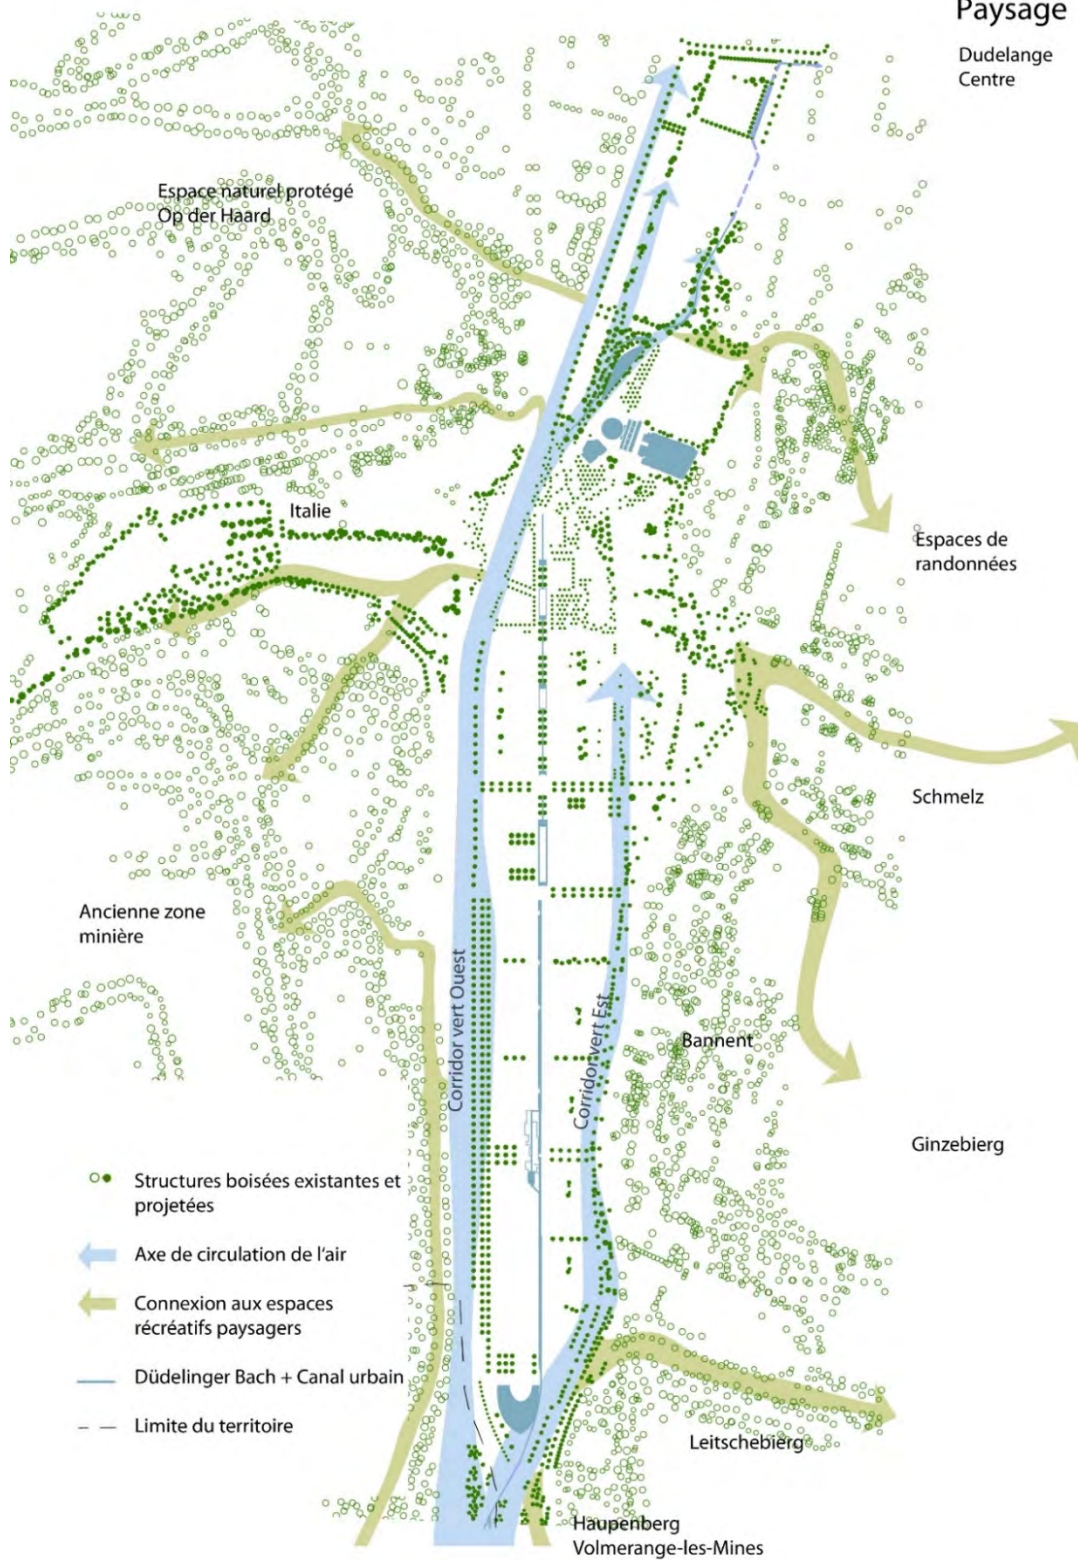 Paysage
Dudelange
Centre
Espace naturel protégé
Op der Haard
Italie
Espaces de
randonnées
Schmelz
Ancienne zone
minière
Corridor vert Ouest
Corridor vert Est
Bannent
Ginzebierg
Structures boisées existantes et
projetées
Axe de circulation de l'air
Connexion aux espaces
récréatifs paysagers
Düdelinger Bach + Canal urbain
Limite du territoire
Leitschebierg
Haupenberg
Volmerange-les-Mines